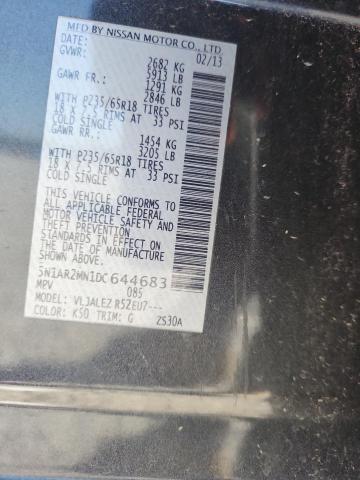 MFD BY NISSAN MOTOR CO., LTD
DATE: 02/13
GVWR: 2682 KG
5913 LB
GAWR FR.: 1291 KG
2846 LB
WITH P235/65R18 TIRES
18 X 7.5 RIMS AT 33 PSI
COLD SINGLE
GAWR RR.: 1454 KG
3205 LB
WITH P235/65R18 TIRES
18 X 7.5 RIMS AT 33 PSI
COLD SINGLE
THIS VEHICLE CONFORMS TO
ALL APPLICABLE FEDERAL
MOTOR VEHICLE SAFETY AND
THEFT PREVENTION
STANDARDS IN EFFECT ON
THE DATE OF MANUFACTURE
SHOWN ABOVE.
5N1AR2MN1DC644683
MPV 085
MODEL: VLJALEZ R52EU7---
COLOR: K50 TRIM: G ZS30A